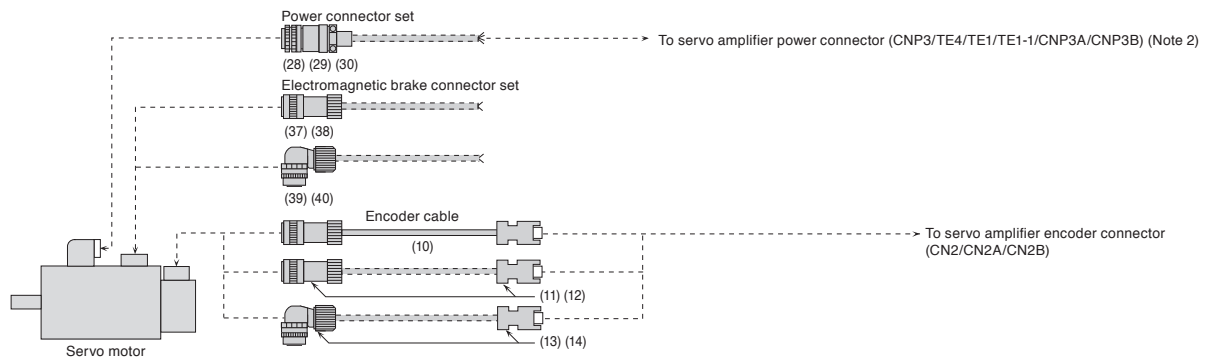 Power connector set
To servo amplifier power connector (CNP3/TE4/TE1/TE1-1/CNP3A/CNP3B) (Note 2)
(28) (29) (30)
Electromagnetic brake connector set
(37) (38)
(39) (40)
Encoder cable
(10)
To servo amplifier encoder connector
(CN2/CN2A/CN2B)
(11) (12)
(13) (14)
Servo motor